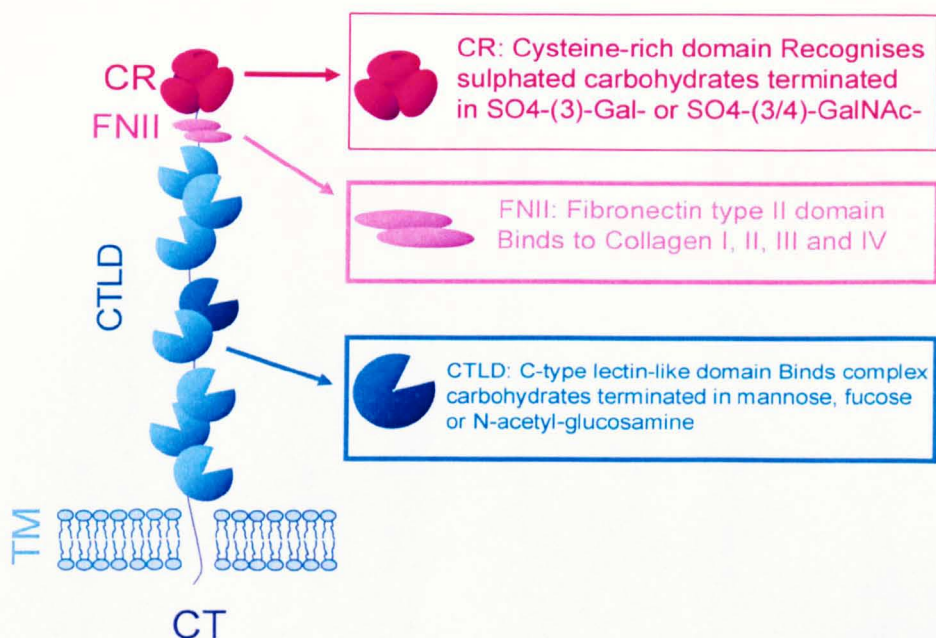 CR
FNII
CTLD
TM
CT
CR: Cysteine-rich domain Recognises
sulphated carbohydrates terminated
in SO4-(3)-Gal- or SO4-(3/4)-GalNAc-
FNII: Fibronectin type II domain
Binds to Collagen I, II, III and IV
CTLD: C-type lectin-like domain Binds complex
carbohydrates terminated in mannose, fucose
or N-acetyl-glucosamine